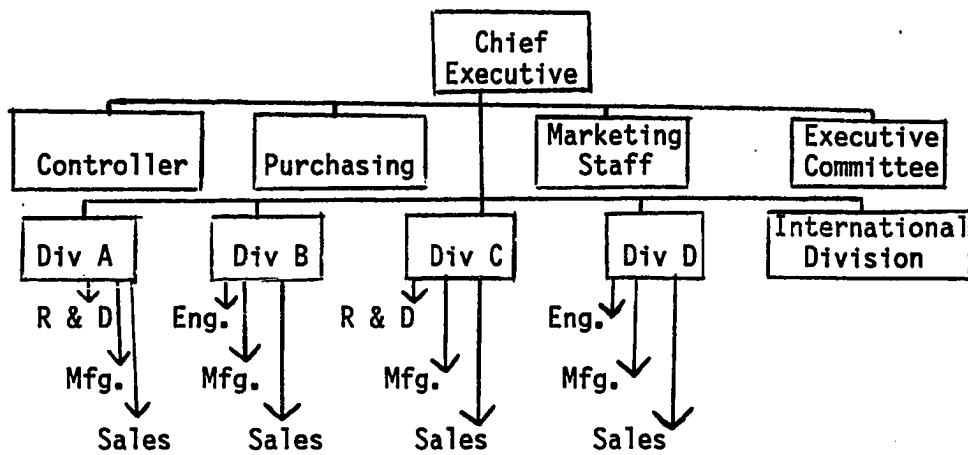 Chief
Executive
Controller
Purchasing
Marketing
Staff
Executive
Committee
Div A
Div B
Div C
Div D
International
Division
R & D
Eng.
R & D
Eng.
Mfg.
Mfg.
Mfg.
Mfg.
Sales
Sales
Sales
Sales